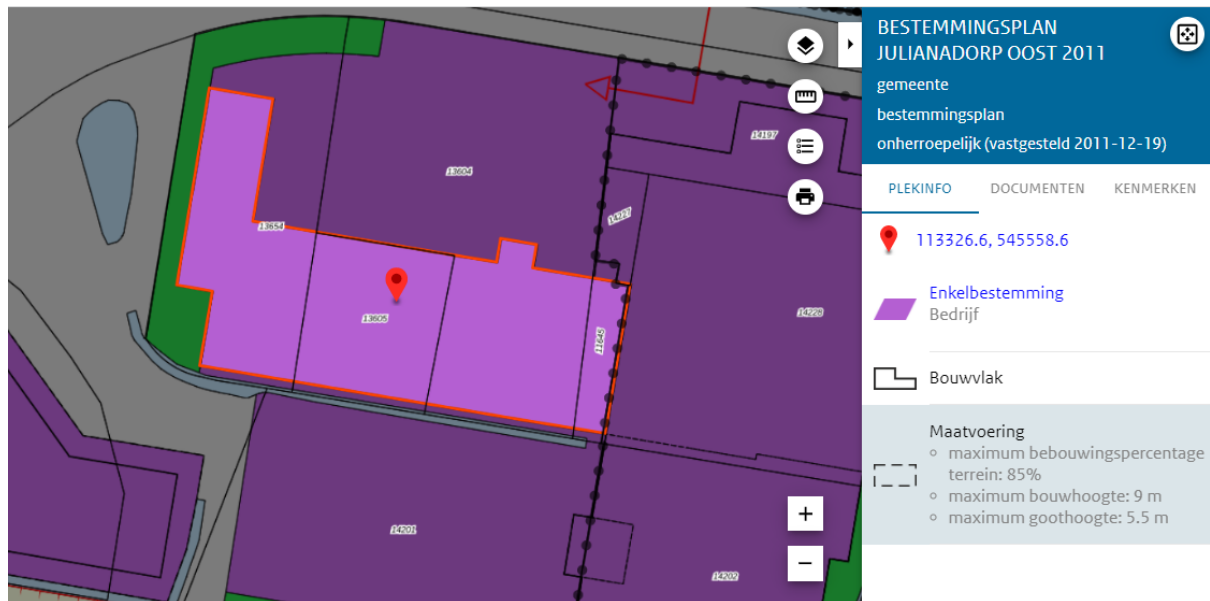 14197
13604
14227
13654
13605
11645
14228
14201
14202
BESTEMMINGSPLAN
JULIANADORP OOST 2011
gemeente
bestemmingsplan
onherroepelijk (vastgesteld 2011-12-19)
PLEKINFO DOCUMENTEN KENMERKEN
113326.6, 545558.6
Enkelbestemming
Bedrijf
Bouwvlak
Maatvoering
maximum bebouwingspercentage
terrein: 85%
maximum bouwhoogte: 9 m
maximum goothoogte: 5.5 m